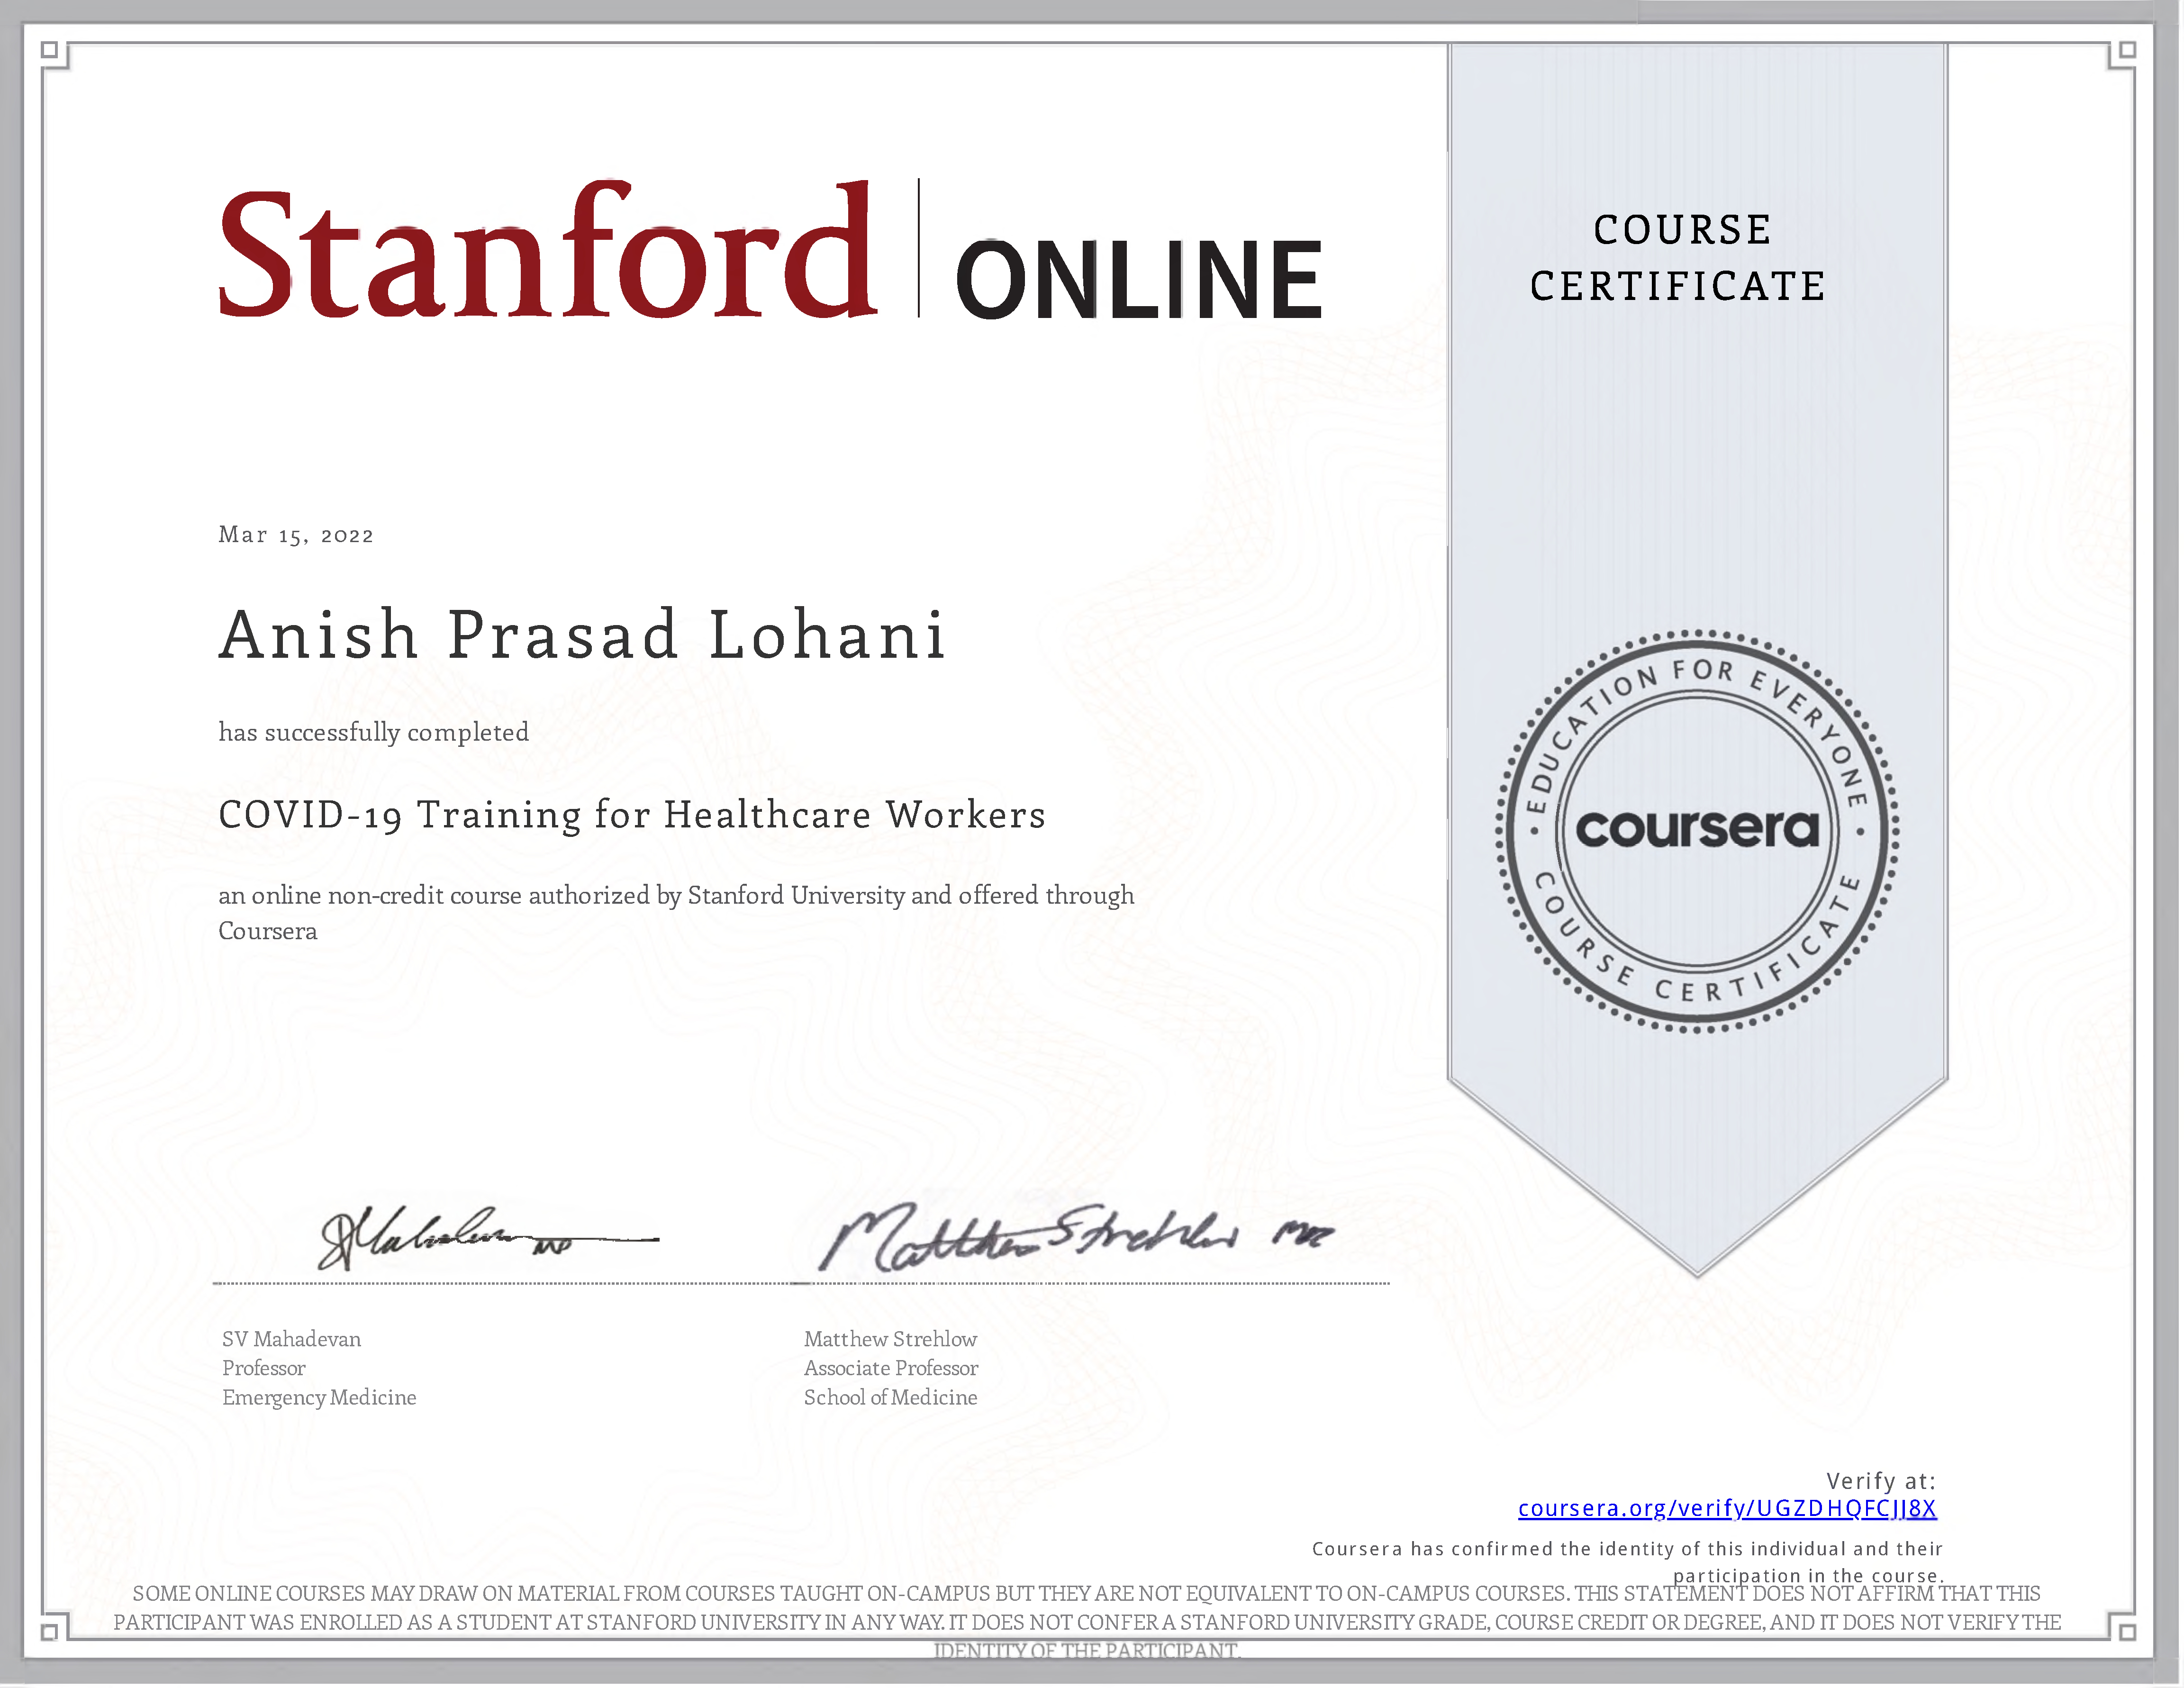 Stanford | ONLINE
COURSE
CERTIFICATE
Mar 15, 2022
Anish Prasad Lohani
has successfully completed
COVID-19 Training for Healthcare Workers
an online non-credit course authorized by Stanford University and offered through
Coursera
EDUCATION FOR EVERYONE
coursera
COURSE CERTIFICATE
SV Mahadevan
Professor
Emergency Medicine
Matthew Strehlow
Associate Professor
School of Medicine
Verify at:
coursera.org/verify/UGZDHQFCJJ8X
Coursera has confirmed the identity of this individual and their
participation in the course.
SOME ONLINE COURSES MAY DRAW ON MATERIAL FROM COURSES TAUGHT ON-CAMPUS BUT THEY ARE NOT EQUIVALENT TO ON-CAMPUS COURSES. THIS STATEMENT DOES NOT AFFIRM THAT THIS
PARTICIPANT WAS ENROLLED AS A STUDENT AT STANFORD UNIVERSITY IN ANY WAY. IT DOES NOT CONFER A STANFORD UNIVERSITY GRADE, COURSE CREDIT OR DEGREE, AND IT DOES NOT VERIFY THE
IDENTITY OF THE PARTICIPANT.